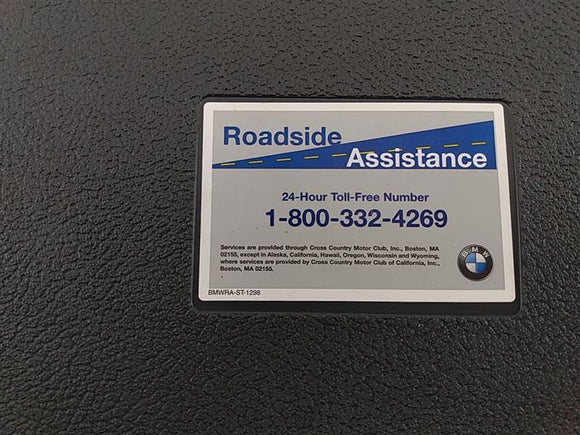 Roadside
Assistance
24-Hour Toll-Free Number
1-800-332-4269
Services are provided through Cross Country Motor Club, Inc., Boston, MA
02155, except in Alaska, California, Hawaii, Oregon, Wisconsin and Wyoming,
where services are provided by Cross Country Motor Club of California, Inc.,
Boston, MA 02155.
BMW
BMWRA-ST-1298